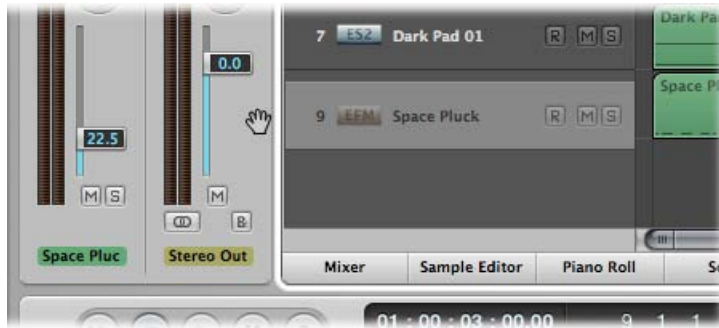 Dark Pa
7 ES2 Dark Pad 01 R M S
0.0
Space Pl
9 EFM Space Pluck R M S
22.5
M S M
B
Space Pluc Stereo Out
Mixer Sample Editor Piano Roll S
01 : 00 : 03 : 00.00 9 1 1